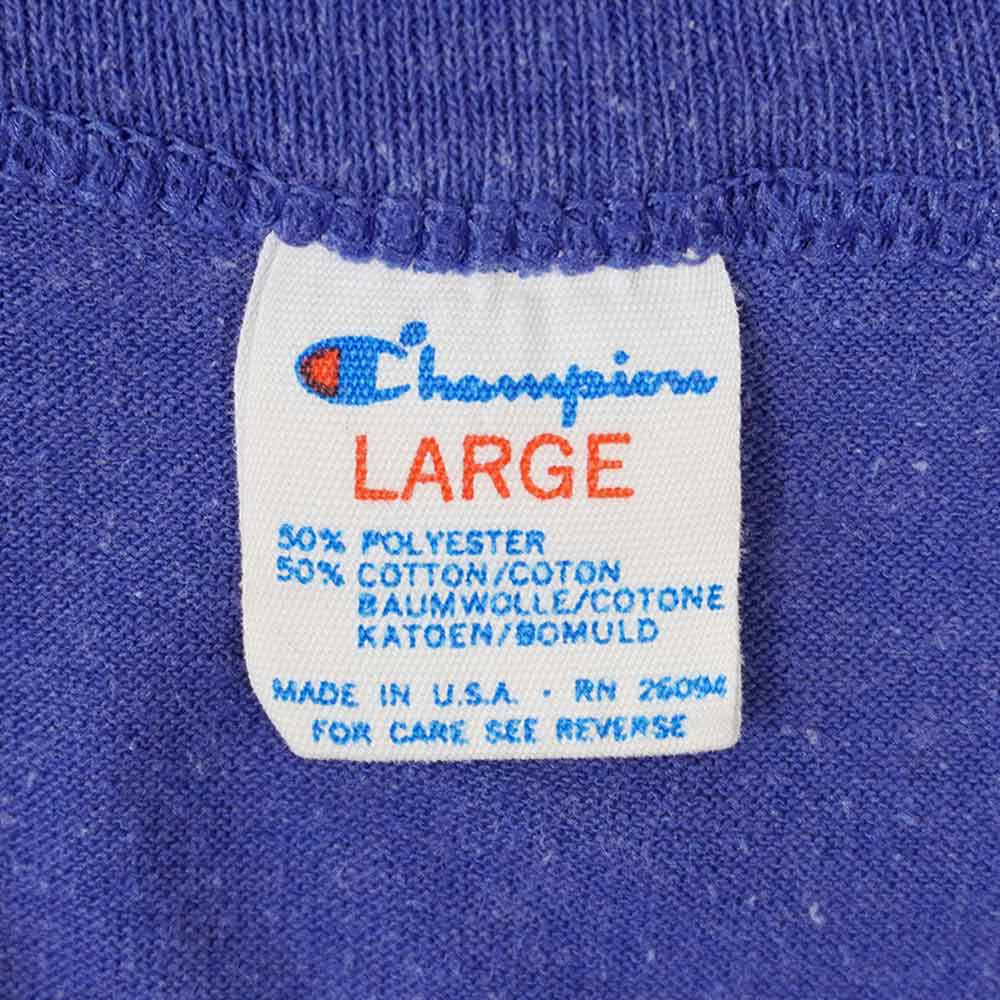 Champion
LARGE
50% POLYESTER
50% COTTON/COTON
BAUMWOLLE/COTONE
KATOEN/BOMULD
MADE IN U.S.A. · RN 26094
FOR CARE SEE REVERSE